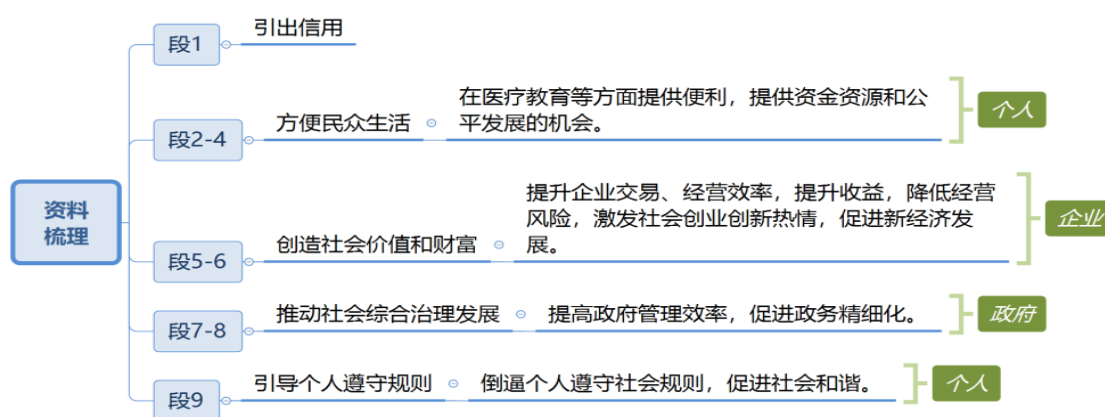 资料
梳理
段1
引出信用
段2-4
方便民众生活
在医疗教育等方面提供便利，提供资金资源和公
平发展的机会。
个人
段5-6
创造社会价值和财富
提升企业交易、经营效率，提升收益，降低经营
风险，激发社会创业创新热情，促进新经济发
展。
企业
段7-8
推动社会综合治理发展
提高政府管理效率，促进政务精细化。
政府
段9
引导个人遵守规则
倒逼个人遵守社会规则，促进社会和谐。
个人